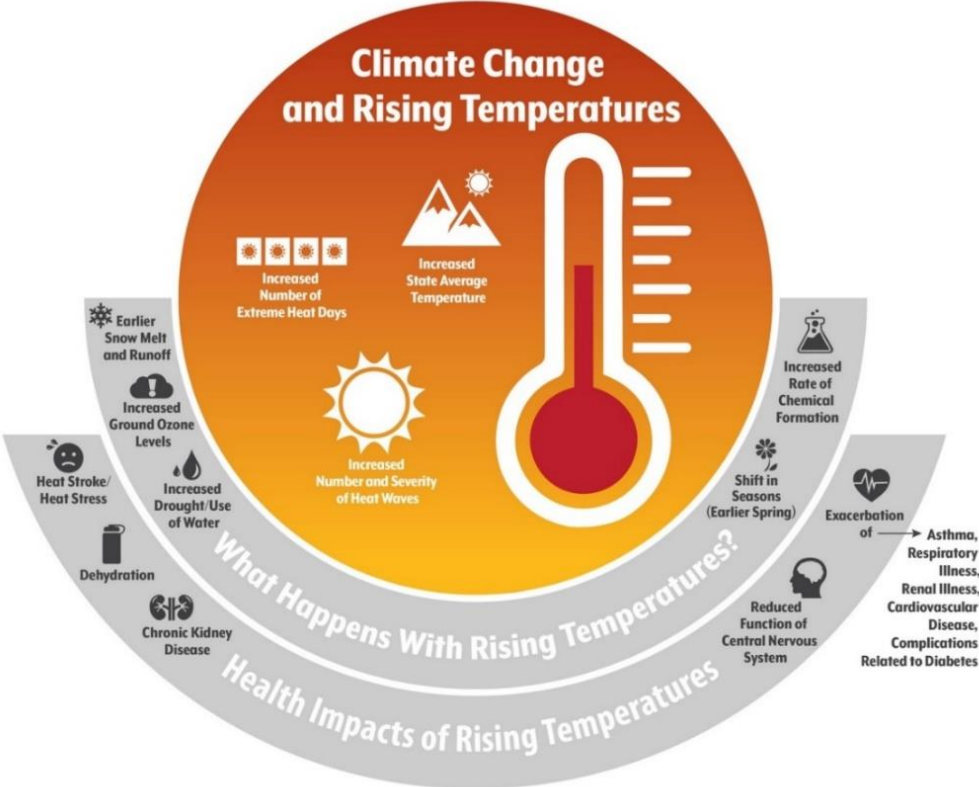 Climate Change
and Rising Temperatures
Increased
State Average
Temperature
Increased
Number of
Extreme Heat Days
Increased
Number and Severity
of Heat Waves
Earlier
Snow Melt
and Runoff
Increased
Ground Ozone
Levels
Increased
Drought/Use
of Water
What Happens With Rising Temperatures?
Increased
Rate of
Chemical
Formation
Shift in
Seasons
(Earlier Spring)
Heat Stroke/
Heat Stress
Dehydration
Chronic Kidney
Disease
Health Impacts of Rising Temperatures
Reduced
Function of
Central Nervous
System
Exacerbation
of
Asthma,
Respiratory
Illness,
Renal Illness,
Cardiovascular
Disease,
Complications
Related to Diabetes